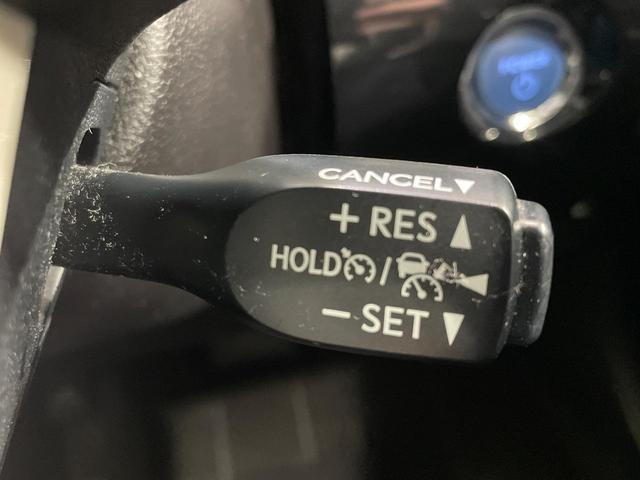 CANCEL▼
+ RES ▲
HOLD / ◀
− SET ▼